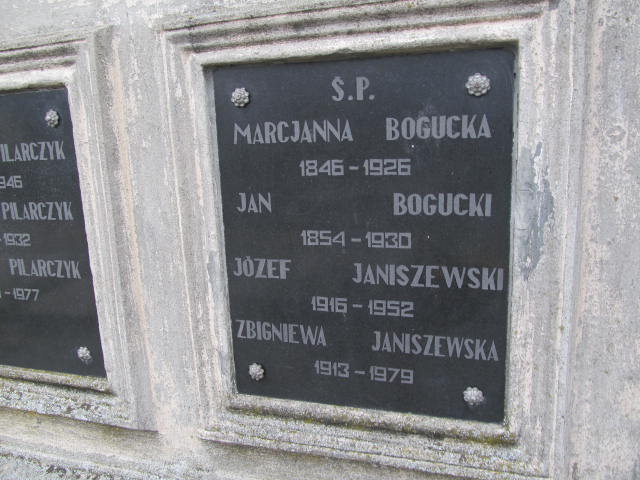 PILARCZYK
1946
PILARCZYK
-1932
PILARCZYK
-1977
Ś.P.
MARCJANNA BOGUCKA
1846-1926
JAN BOGUCKI
1854-1930
JÓZEF JANISZEWSKI
1916-1952
ZBIGNIEWA JANISZEWSKA
1913-1979